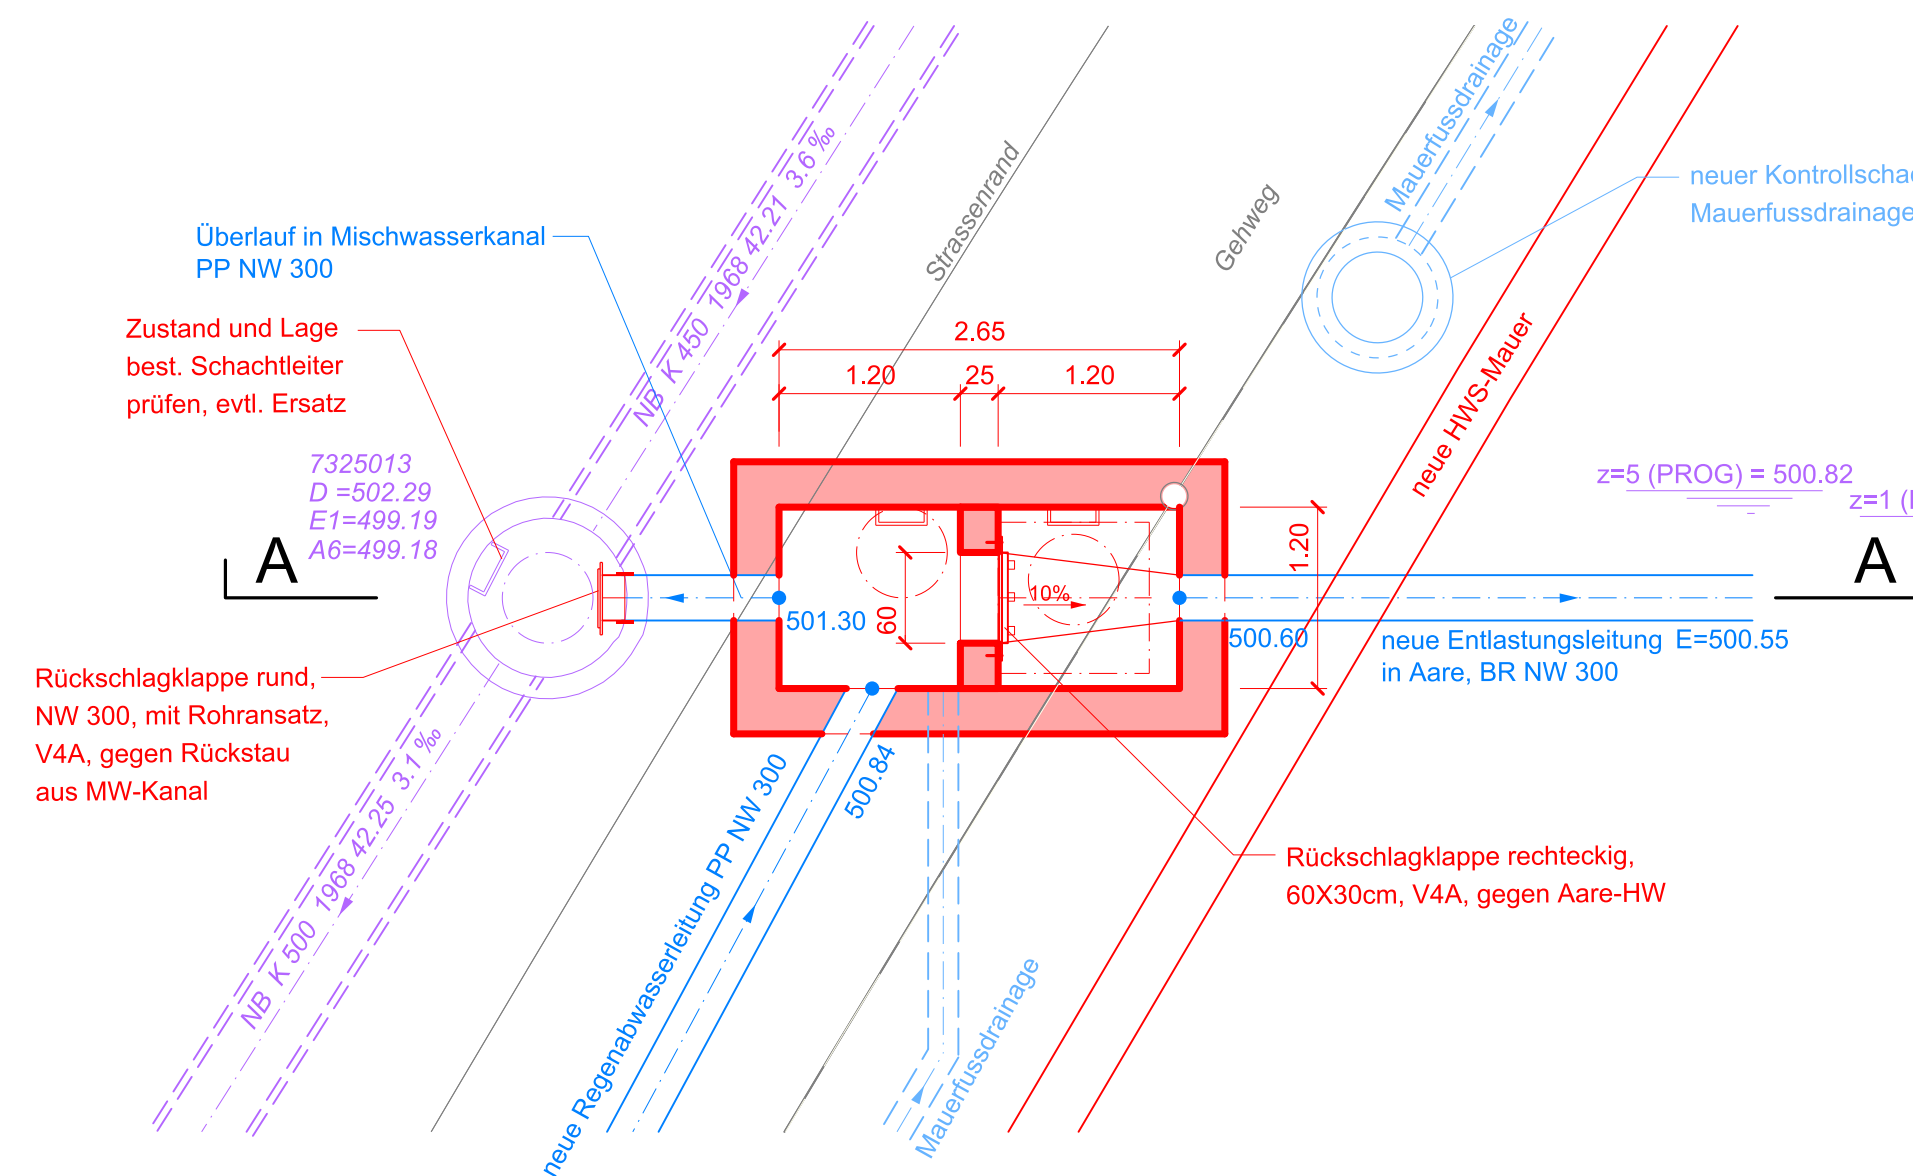 Mauerfussdrainage
neuer Kontrollschac
Mauerfussdrainage
NB K 450 1968 42.21 3.6 ‰
Strassenrand
Gehweg
Überlauf in Mischwasserkanal
PP NW 300
Zustand und Lage
best. Schachtleiter
prüfen, evtl. Ersatz
2.65
1.20
25
1.20
neue HWS-Mauer
7325013
D =502.29
E1=499.19
A6=499.18
z=5 (PROG) = 500.82
z=1 (
A
A
1.20
10%
60
501.30
500.60
neue Entlastungsleitung E=500.55
in Aare, BR NW 300
Rückschlagklappe rund,
NW 300, mit Rohransatz,
V4A, gegen Rückstau
aus MW-Kanal
NB K 500 1968 42.25 3.1 ‰
neue Regenabwasserleitung PP NW 300
500.84
Rückschlagklappe rechteckig,
60X30cm, V4A, gegen Aare-HW
Mauerfussdrainage